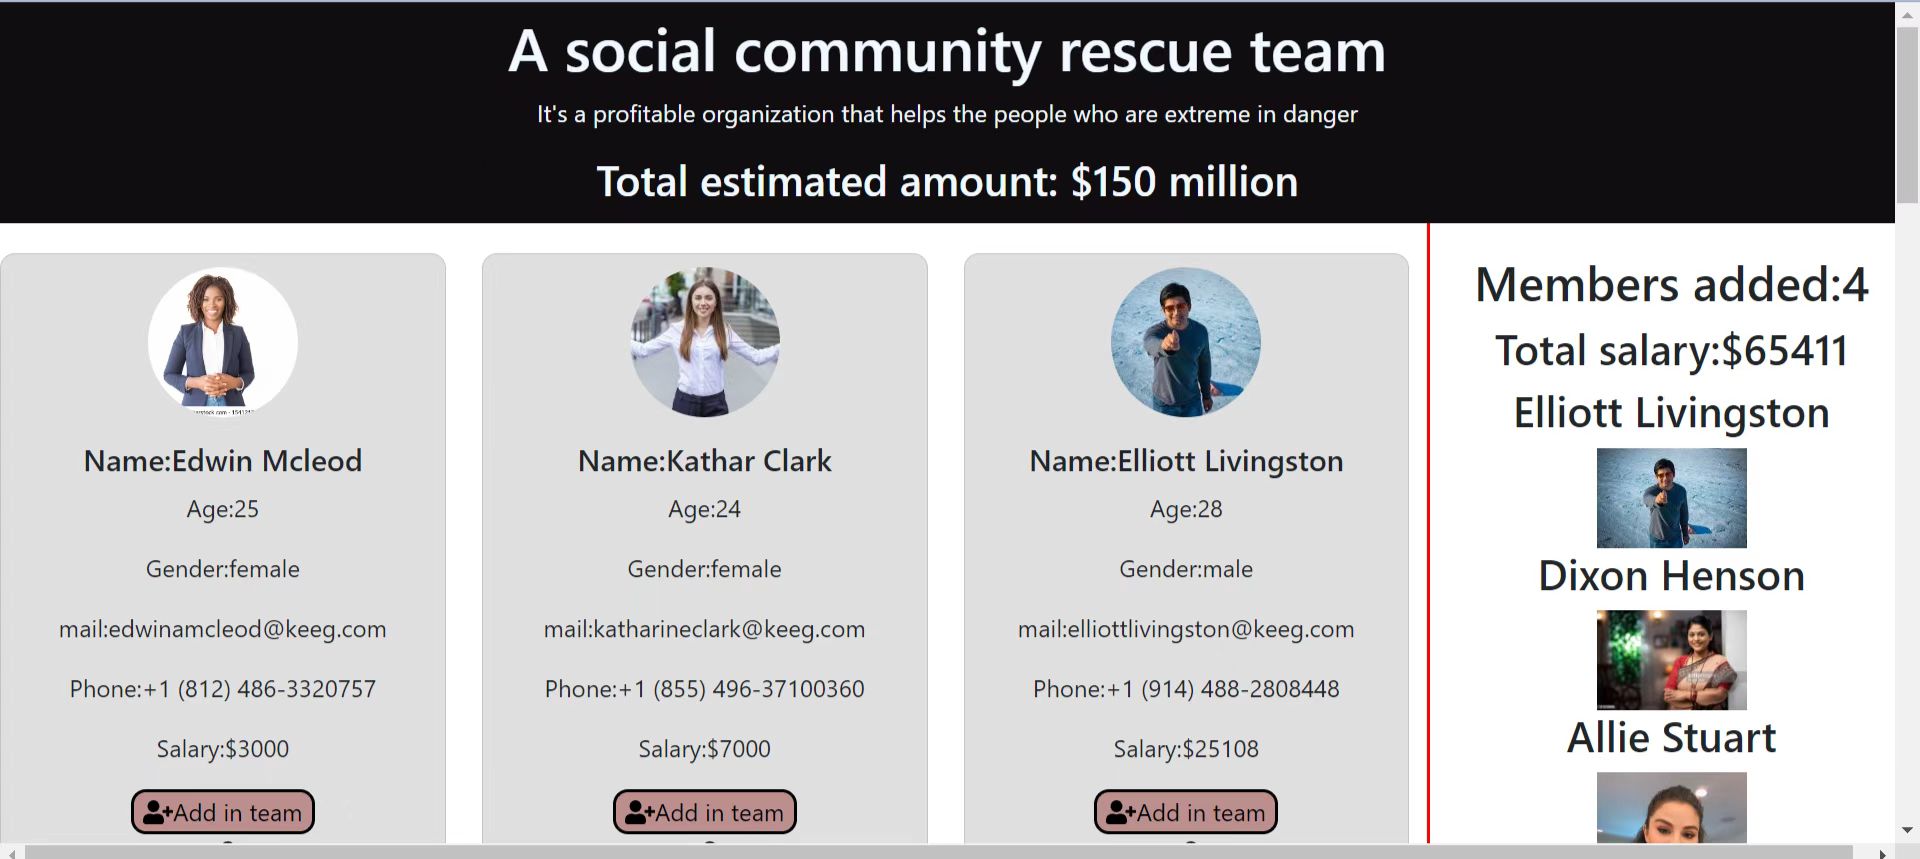 A social community rescue team
It's a profitable organization that helps the people who are extreme in danger
Total estimated amount: $150 million
Name:Edwin Mcleod
Age:25
Gender:female
mail:edwinamcleod@keeg.com
Phone:+1 (812) 486-3320757
Salary:$3000
Add in team
Name:Kathar Clark
Age:24
Gender:female
mail:katharineclark@keeg.com
Phone:+1 (855) 496-37100360
Salary:$7000
Add in team
Name:Elliott Livingston
Age:28
Gender:male
mail:elliottlivingston@keeg.com
Phone:+1 (914) 488-2808448
Salary:$25108
Add in team
Members added:4
Total salary:$65411
Elliott Livingston
Dixon Henson
Allie Stuart